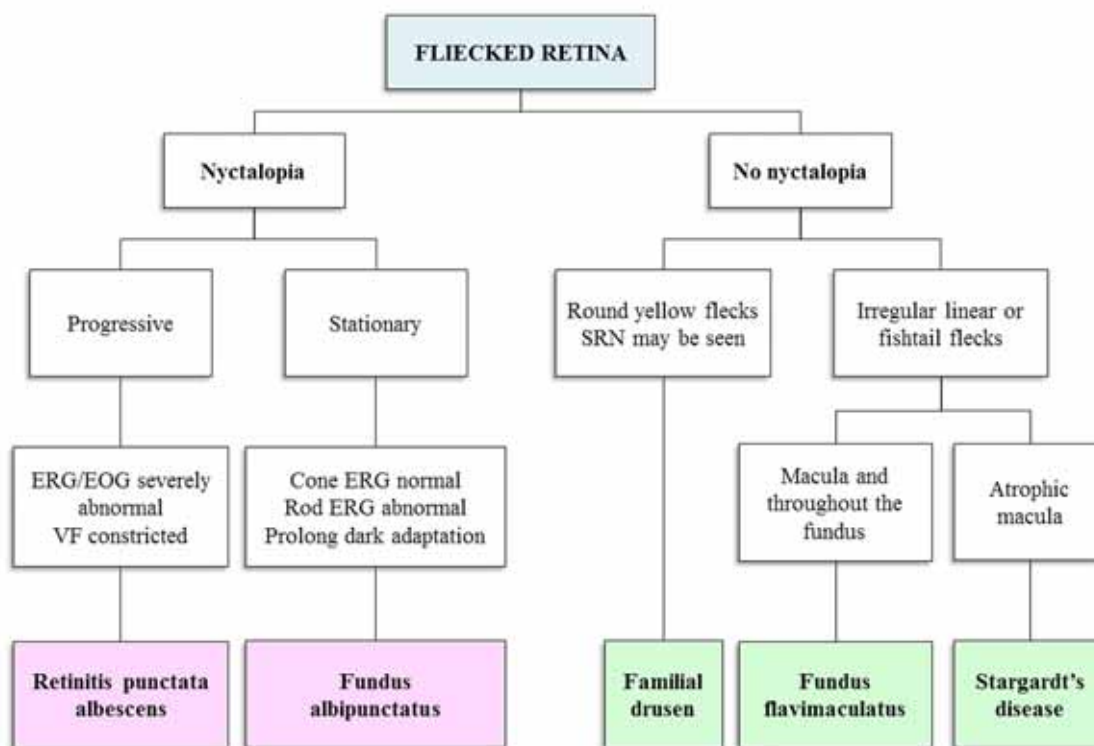 FLIECKED RETINA
Nyctalopia
No nyctalopia
Progressive
Stationary
Round yellow flecks
SRN may be seen
Irregular linear or
fishtail flecks
ERG/EOG severely
abnormal
VF constricted
Cone ERG normal
Rod ERG abnormal
Prolong dark adaptation
Macula and
throughout the
fundus
Atrophic
macula
Retinitis punctata
albescens
Fundus
albipunctatus
Familial
drusen
Fundus
flavimaculatus
Stargardt's
disease